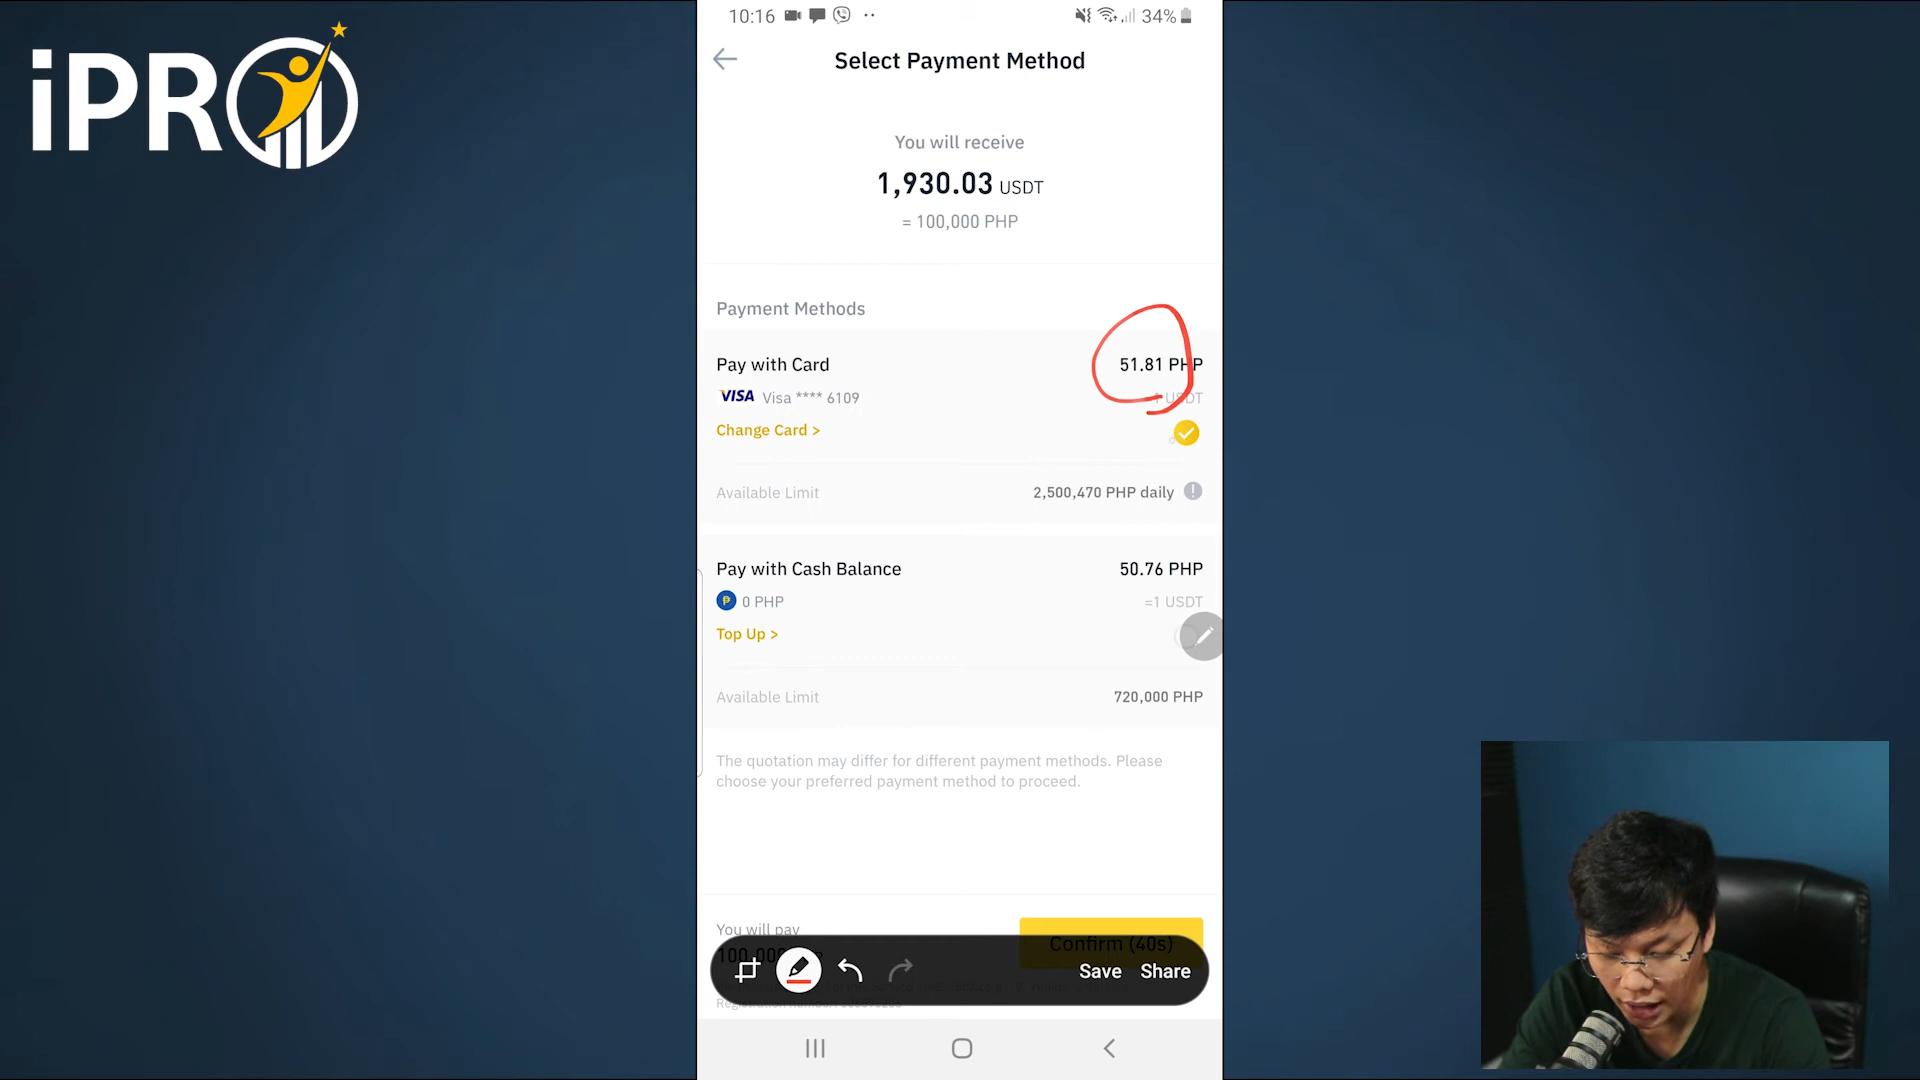 iPRO
10:16
34%
Select Payment Method
You will receive
1,930.03 USDT
= 100,000 PHP
Payment Methods
Pay with Card
51.81 PHP
VISA Visa **** 6109
=1 USDT
Change Card >
Available Limit
2,500,470 PHP daily
Pay with Cash Balance
50.76 PHP
0 PHP
=1 USDT
Top Up >
Available Limit
720,000 PHP
The quotation may differ for different payment methods. Please
choose your preferred payment method to proceed.
You will pay
Confirm (40s)
Save
Share